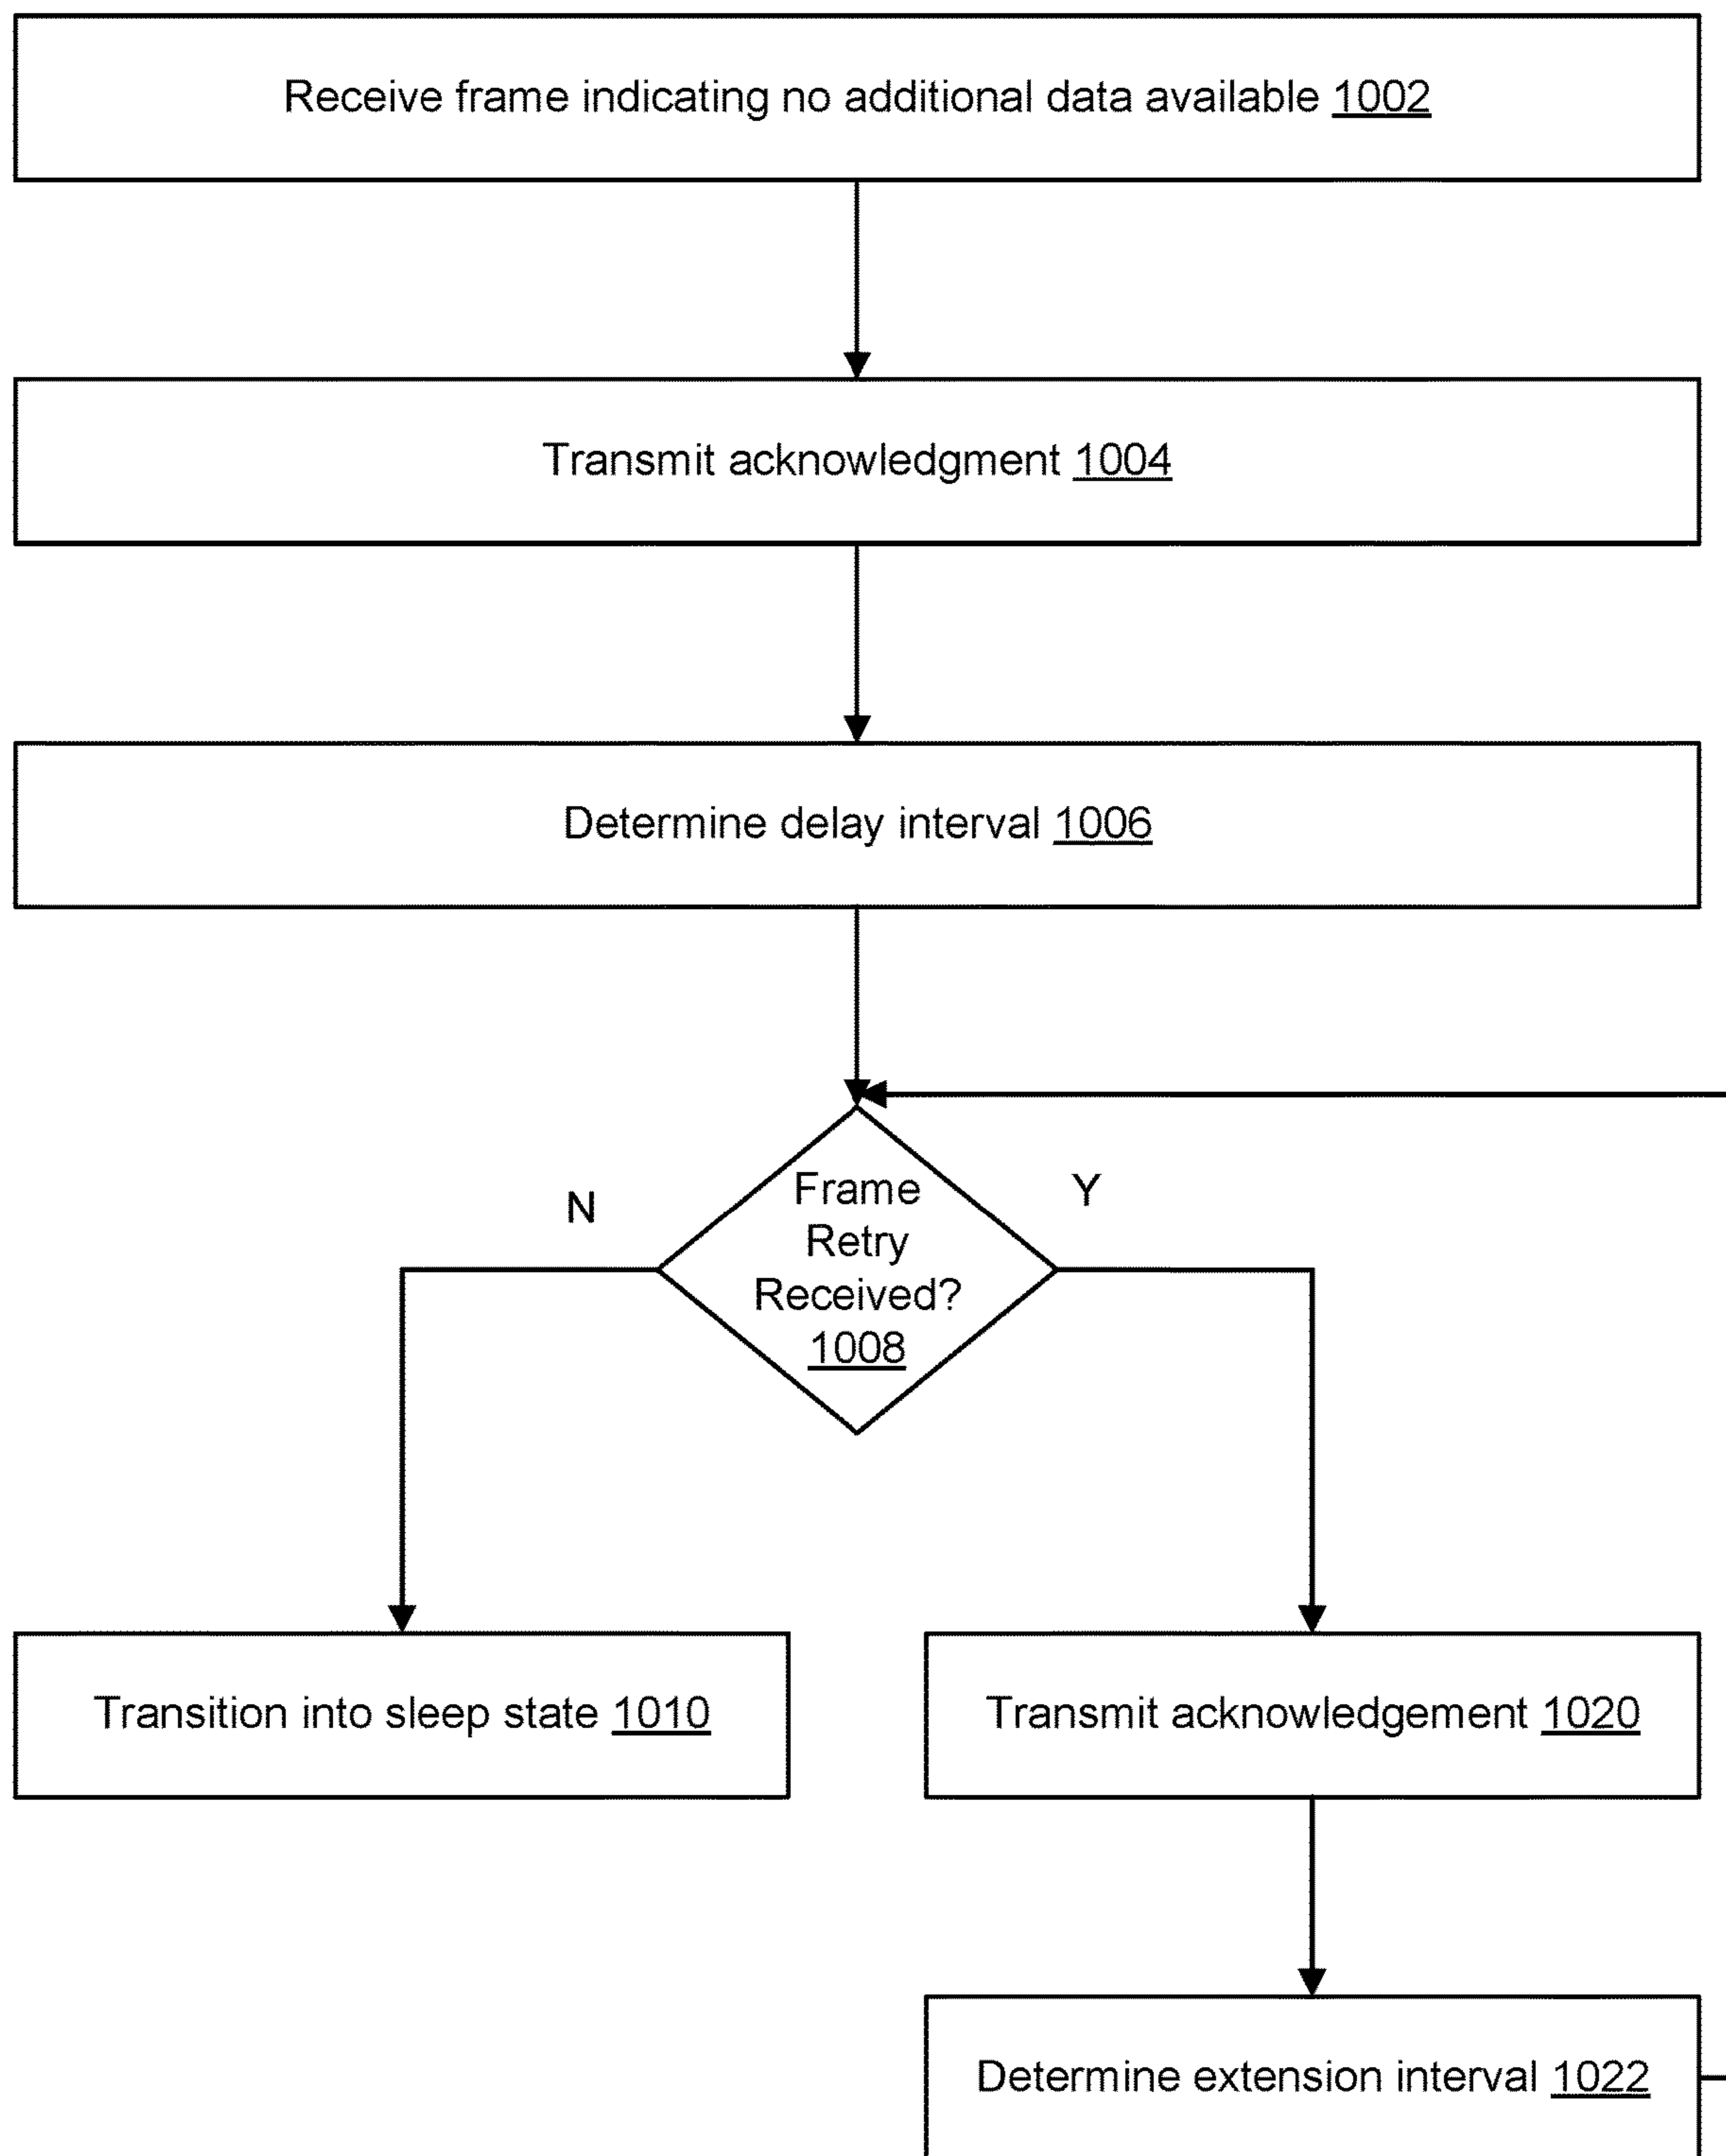 Receive frame indicating no additional data available 1002
Transmit acknowledgment 1004
Determine delay interval 1006
N
Y
Frame
Retry
Received?
1008
Transition into sleep state 1010
Transmit acknowledgement 1020
Determine extension interval 1022